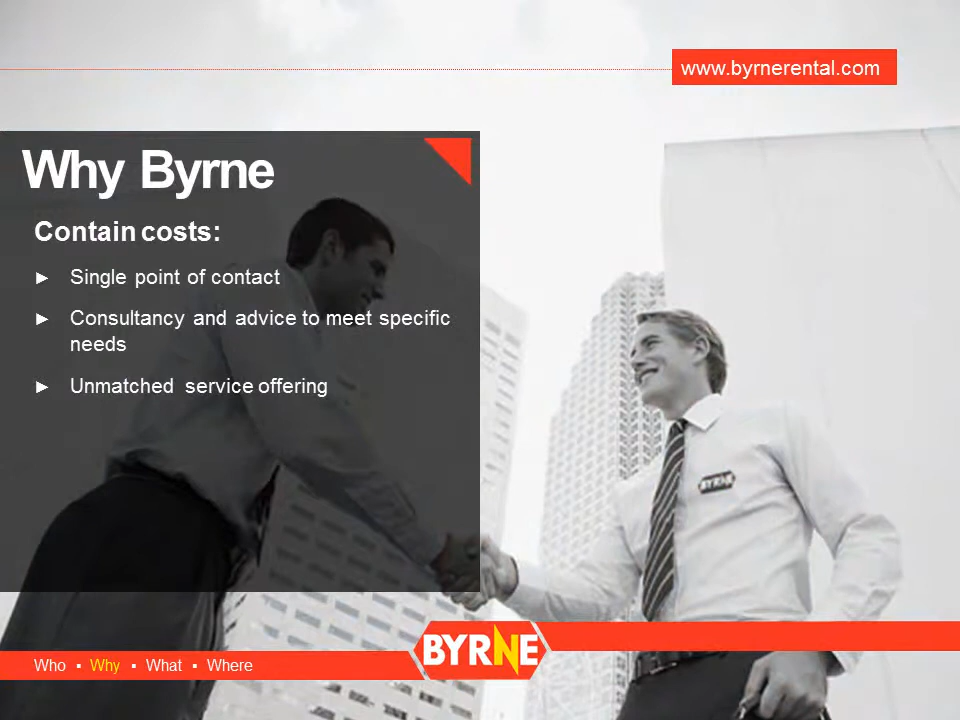 www.byrnerental.com
Why Byrne
Contain costs:
► Single point of contact
► Consultancy and advice to meet specific
needs
► Unmatched service offering
BYRNE
BYRNE
Who ▪ Why ▪ What ▪ Where